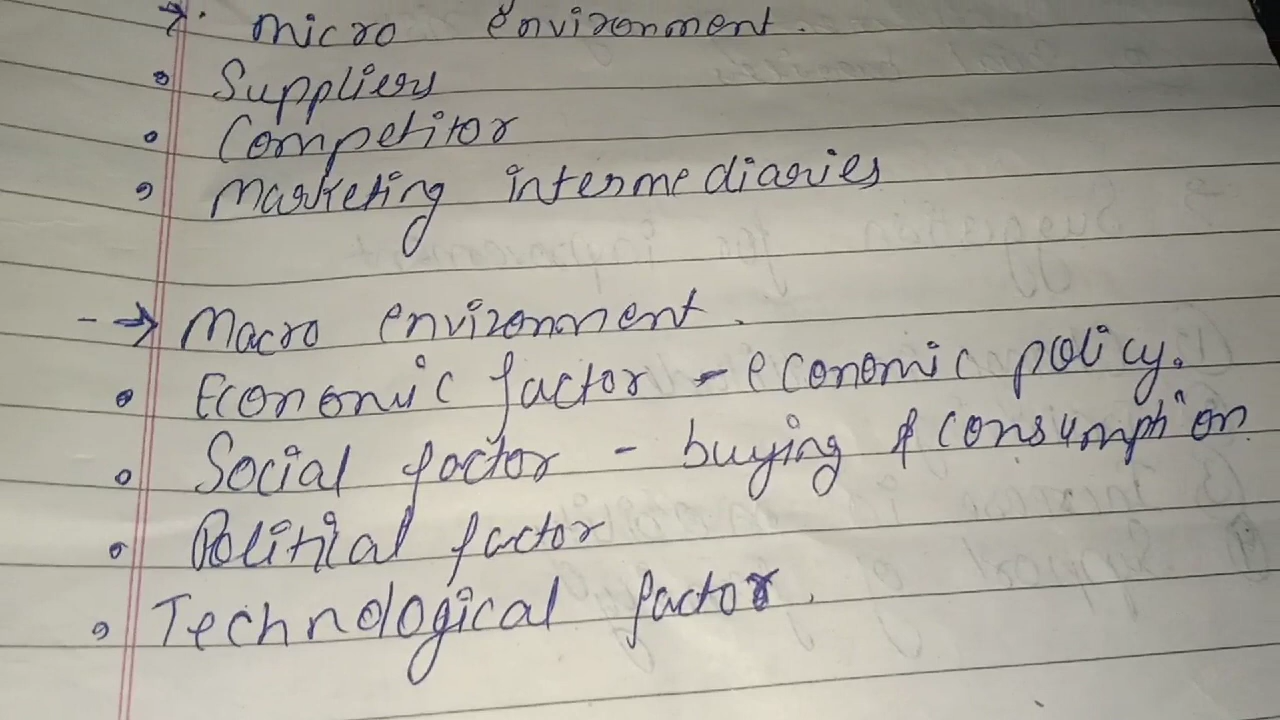 → · Micro environment.
• Suppliers
• Competitor
• Marketing intermediaries
-→ Macro environment.
• Economic factor - economic policy.
• Social factor - buying & consumption
• Political factor
• Technological factor.